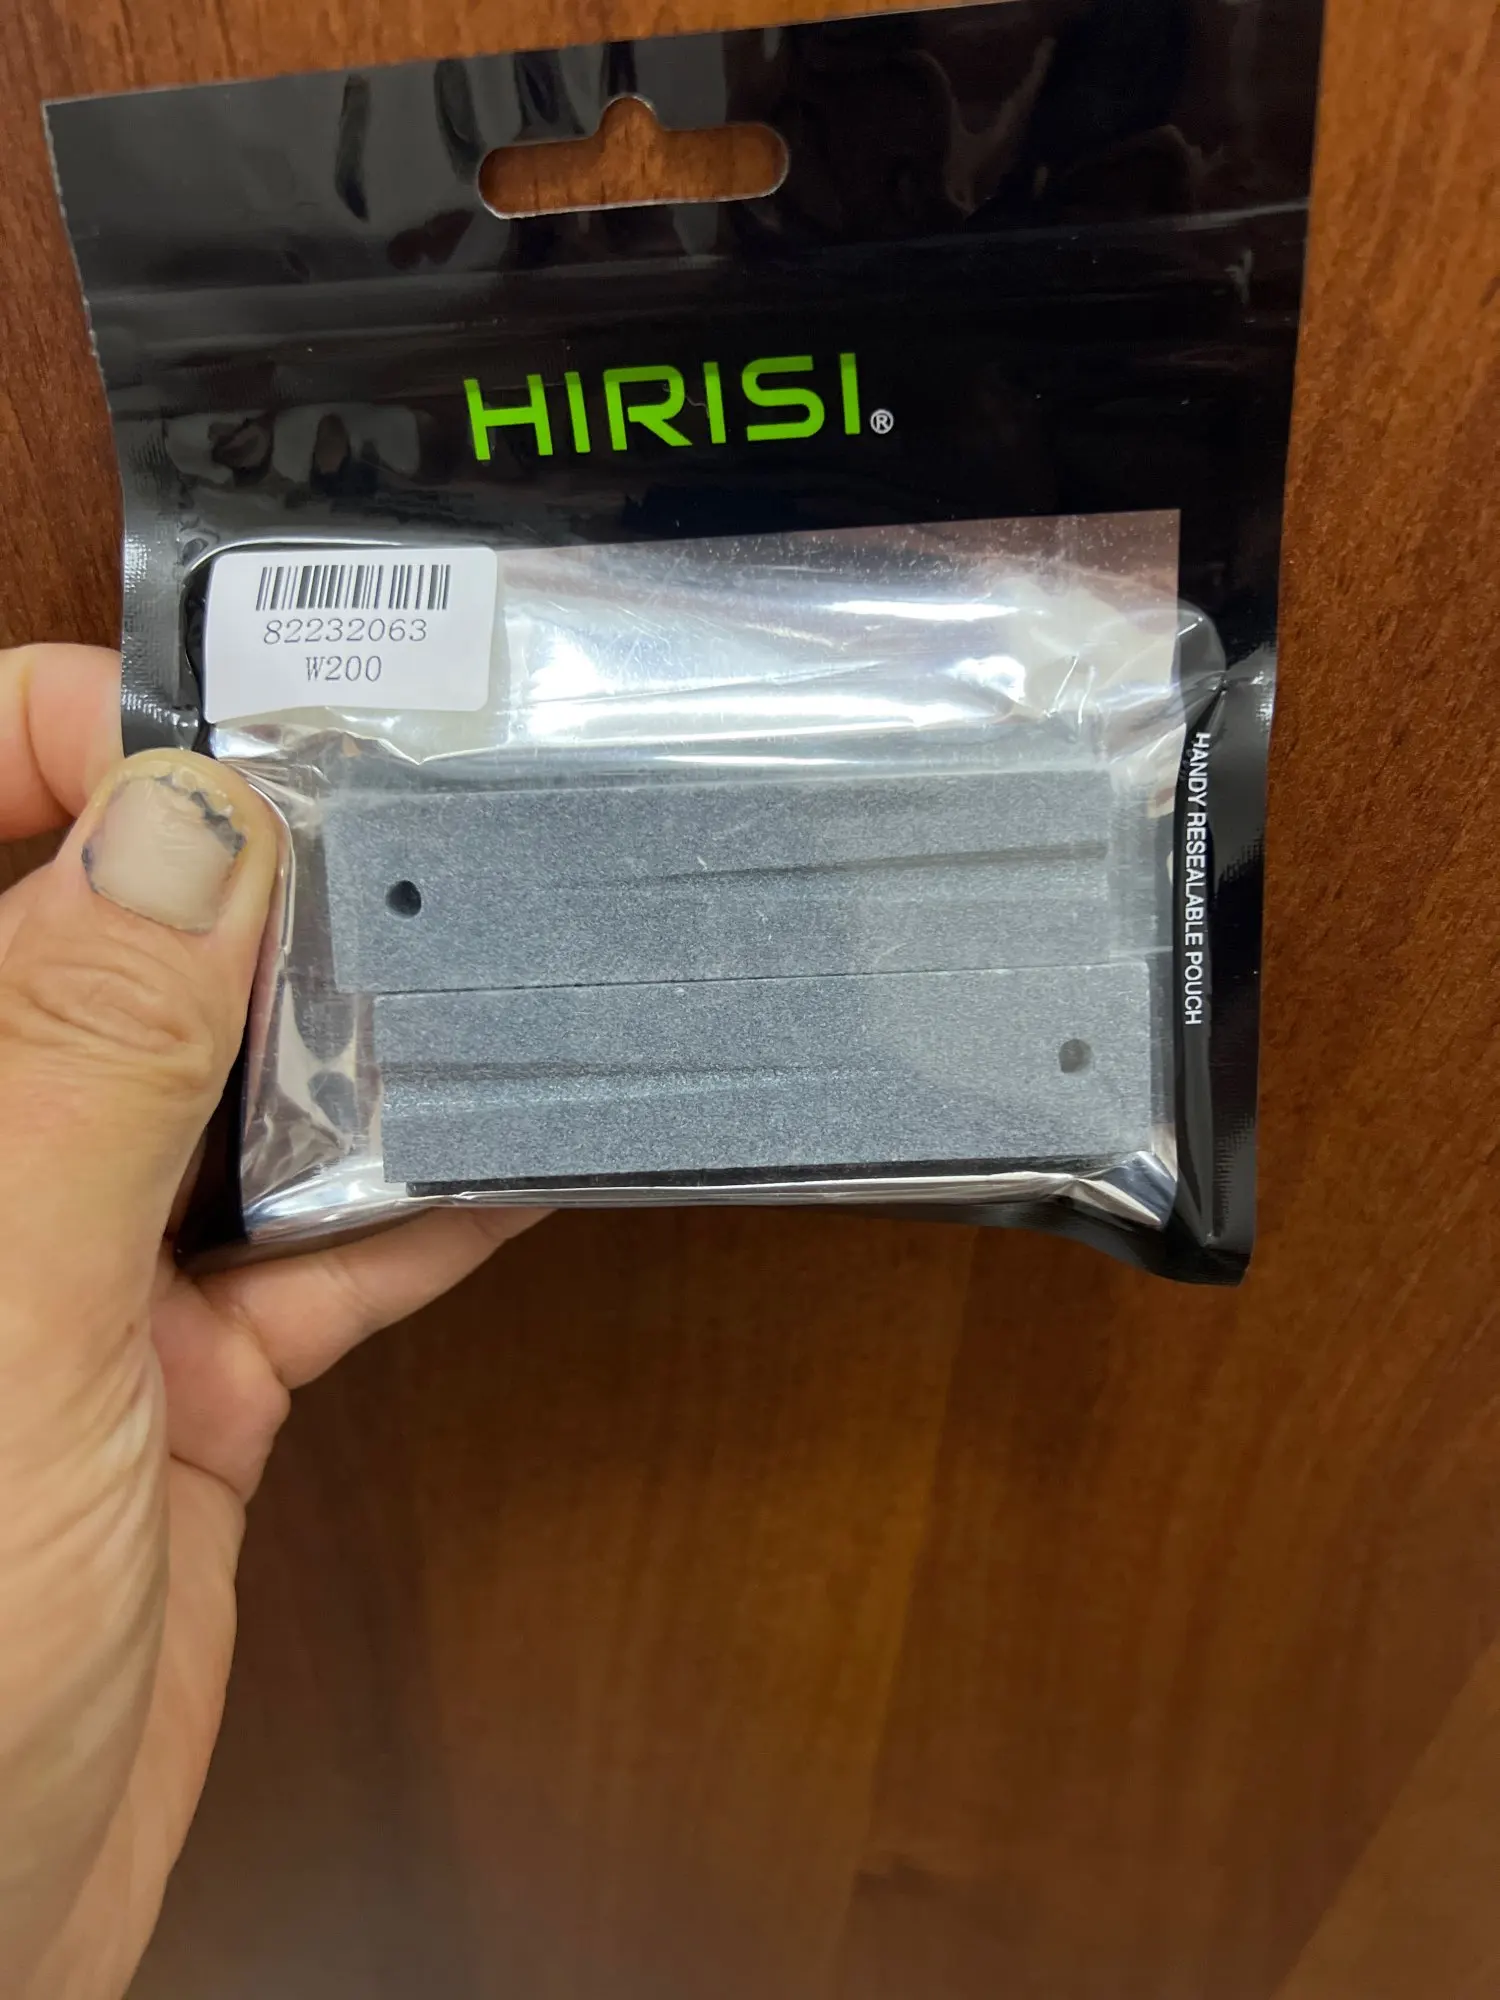 HIRISI®
82232063
W200
HANDY RESEALABLE POUCH